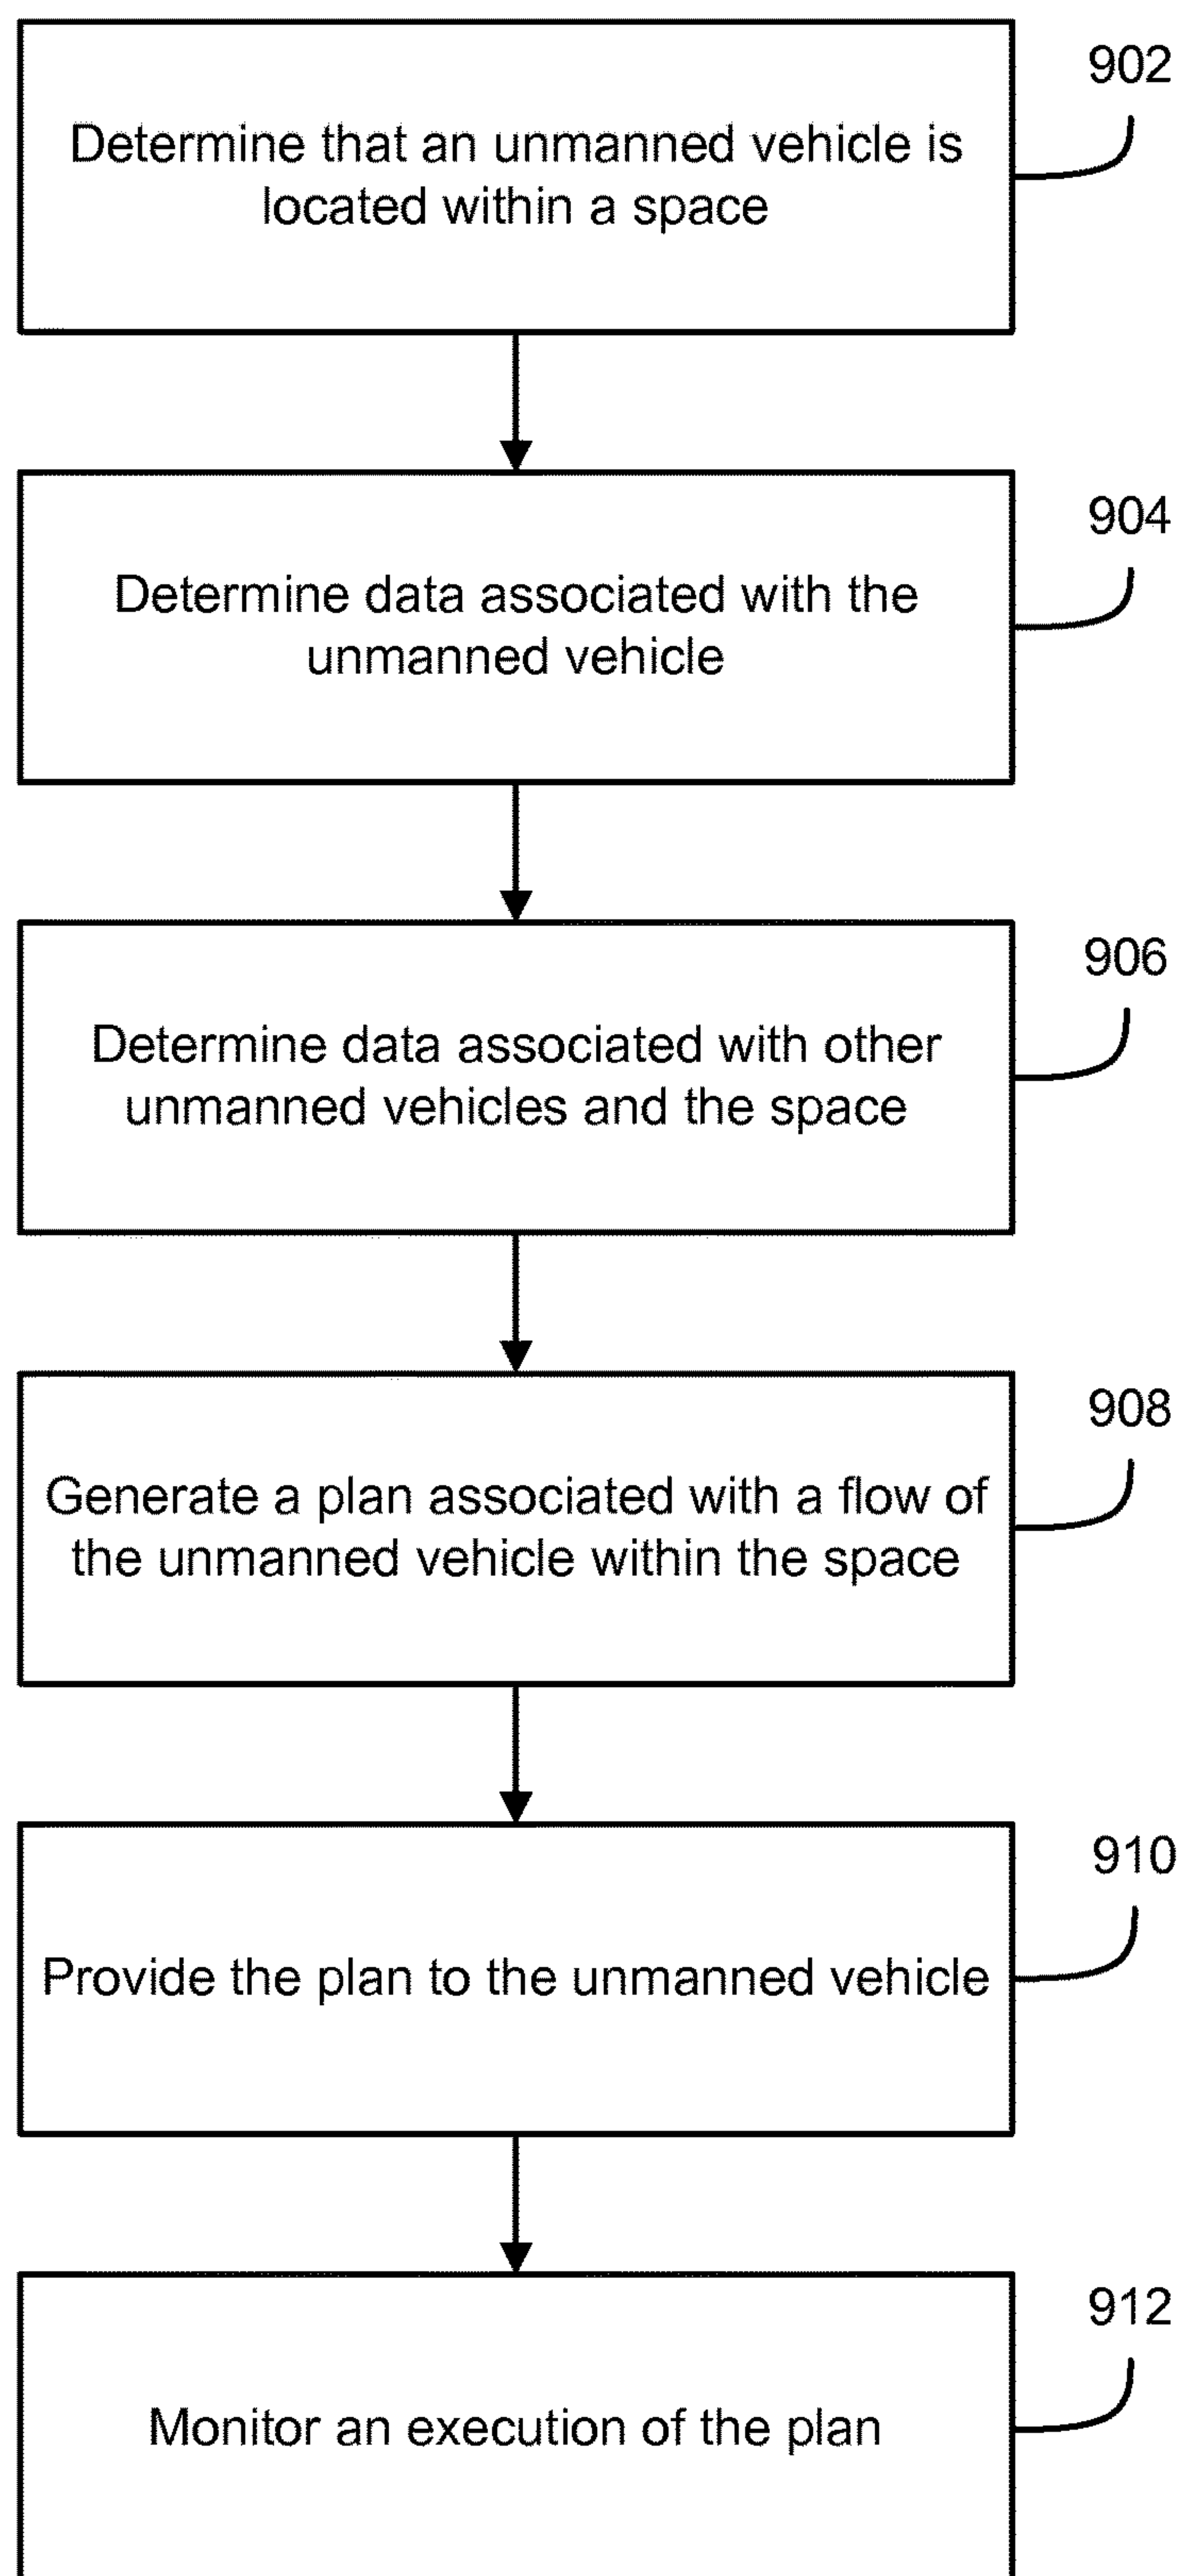 902
Determine that an unmanned vehicle is
located within a space
904
Determine data associated with the
unmanned vehicle
906
Determine data associated with other
unmanned vehicles and the space
908
Generate a plan associated with a flow of
the unmanned vehicle within the space
910
Provide the plan to the unmanned vehicle
912
Monitor an execution of the plan